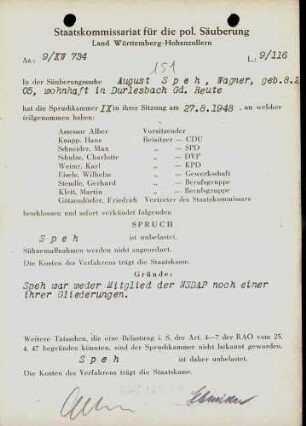 Staatskommissariat für die pol. Säuberung
Land Württemberg-Hohenzollern
Az.: 9/XV 734
L.: 9/116
151
In der Säuberungssache August Speh, Wagner, geb.8.2
05, wohnhaft in Durlesbach Gd. Reute
hat die Spruchkammer IX in ihrer Sitzung am 27.8.1948, an welcher
teilgenommen haben:
Assessor Vorsitzender
Knapp, Hans Beisitzer — CDU
Schneider, Max „ — SPD
Schulze, Charlotte „ — DVP
Weiner, Karl „ — KPD
Eisele, Wilhelm „ — Gewerkschaft
Steudle, Gerhard „ — Berufsgruppe
Klett, Martin „ — Berufsgruppe
Götzendörfer, Friedrich Vertreter des Staatskommissars
beschlossen und sofort verkündet folgenden
SPRUCH
Speh ist unbelastet.
Sühnemaßnahmen werden nicht angeordnet.
Die Kosten des Verfahrens trägt die Staatskasse.
Gründe:
Speh war weder Mitglied der NSDAP noch einer
ihrer Gliederungen.
Weitere Tatsachen, die eine Belastung i. S. der Art. 4—7 der RAO vom 25.
4. 47 begründen könnten, sind der Spruchkammer nicht bekannt geworden.
Speh ist daher unbelastet.
Die Kosten des Verfahrens trägt die Staatskasse.